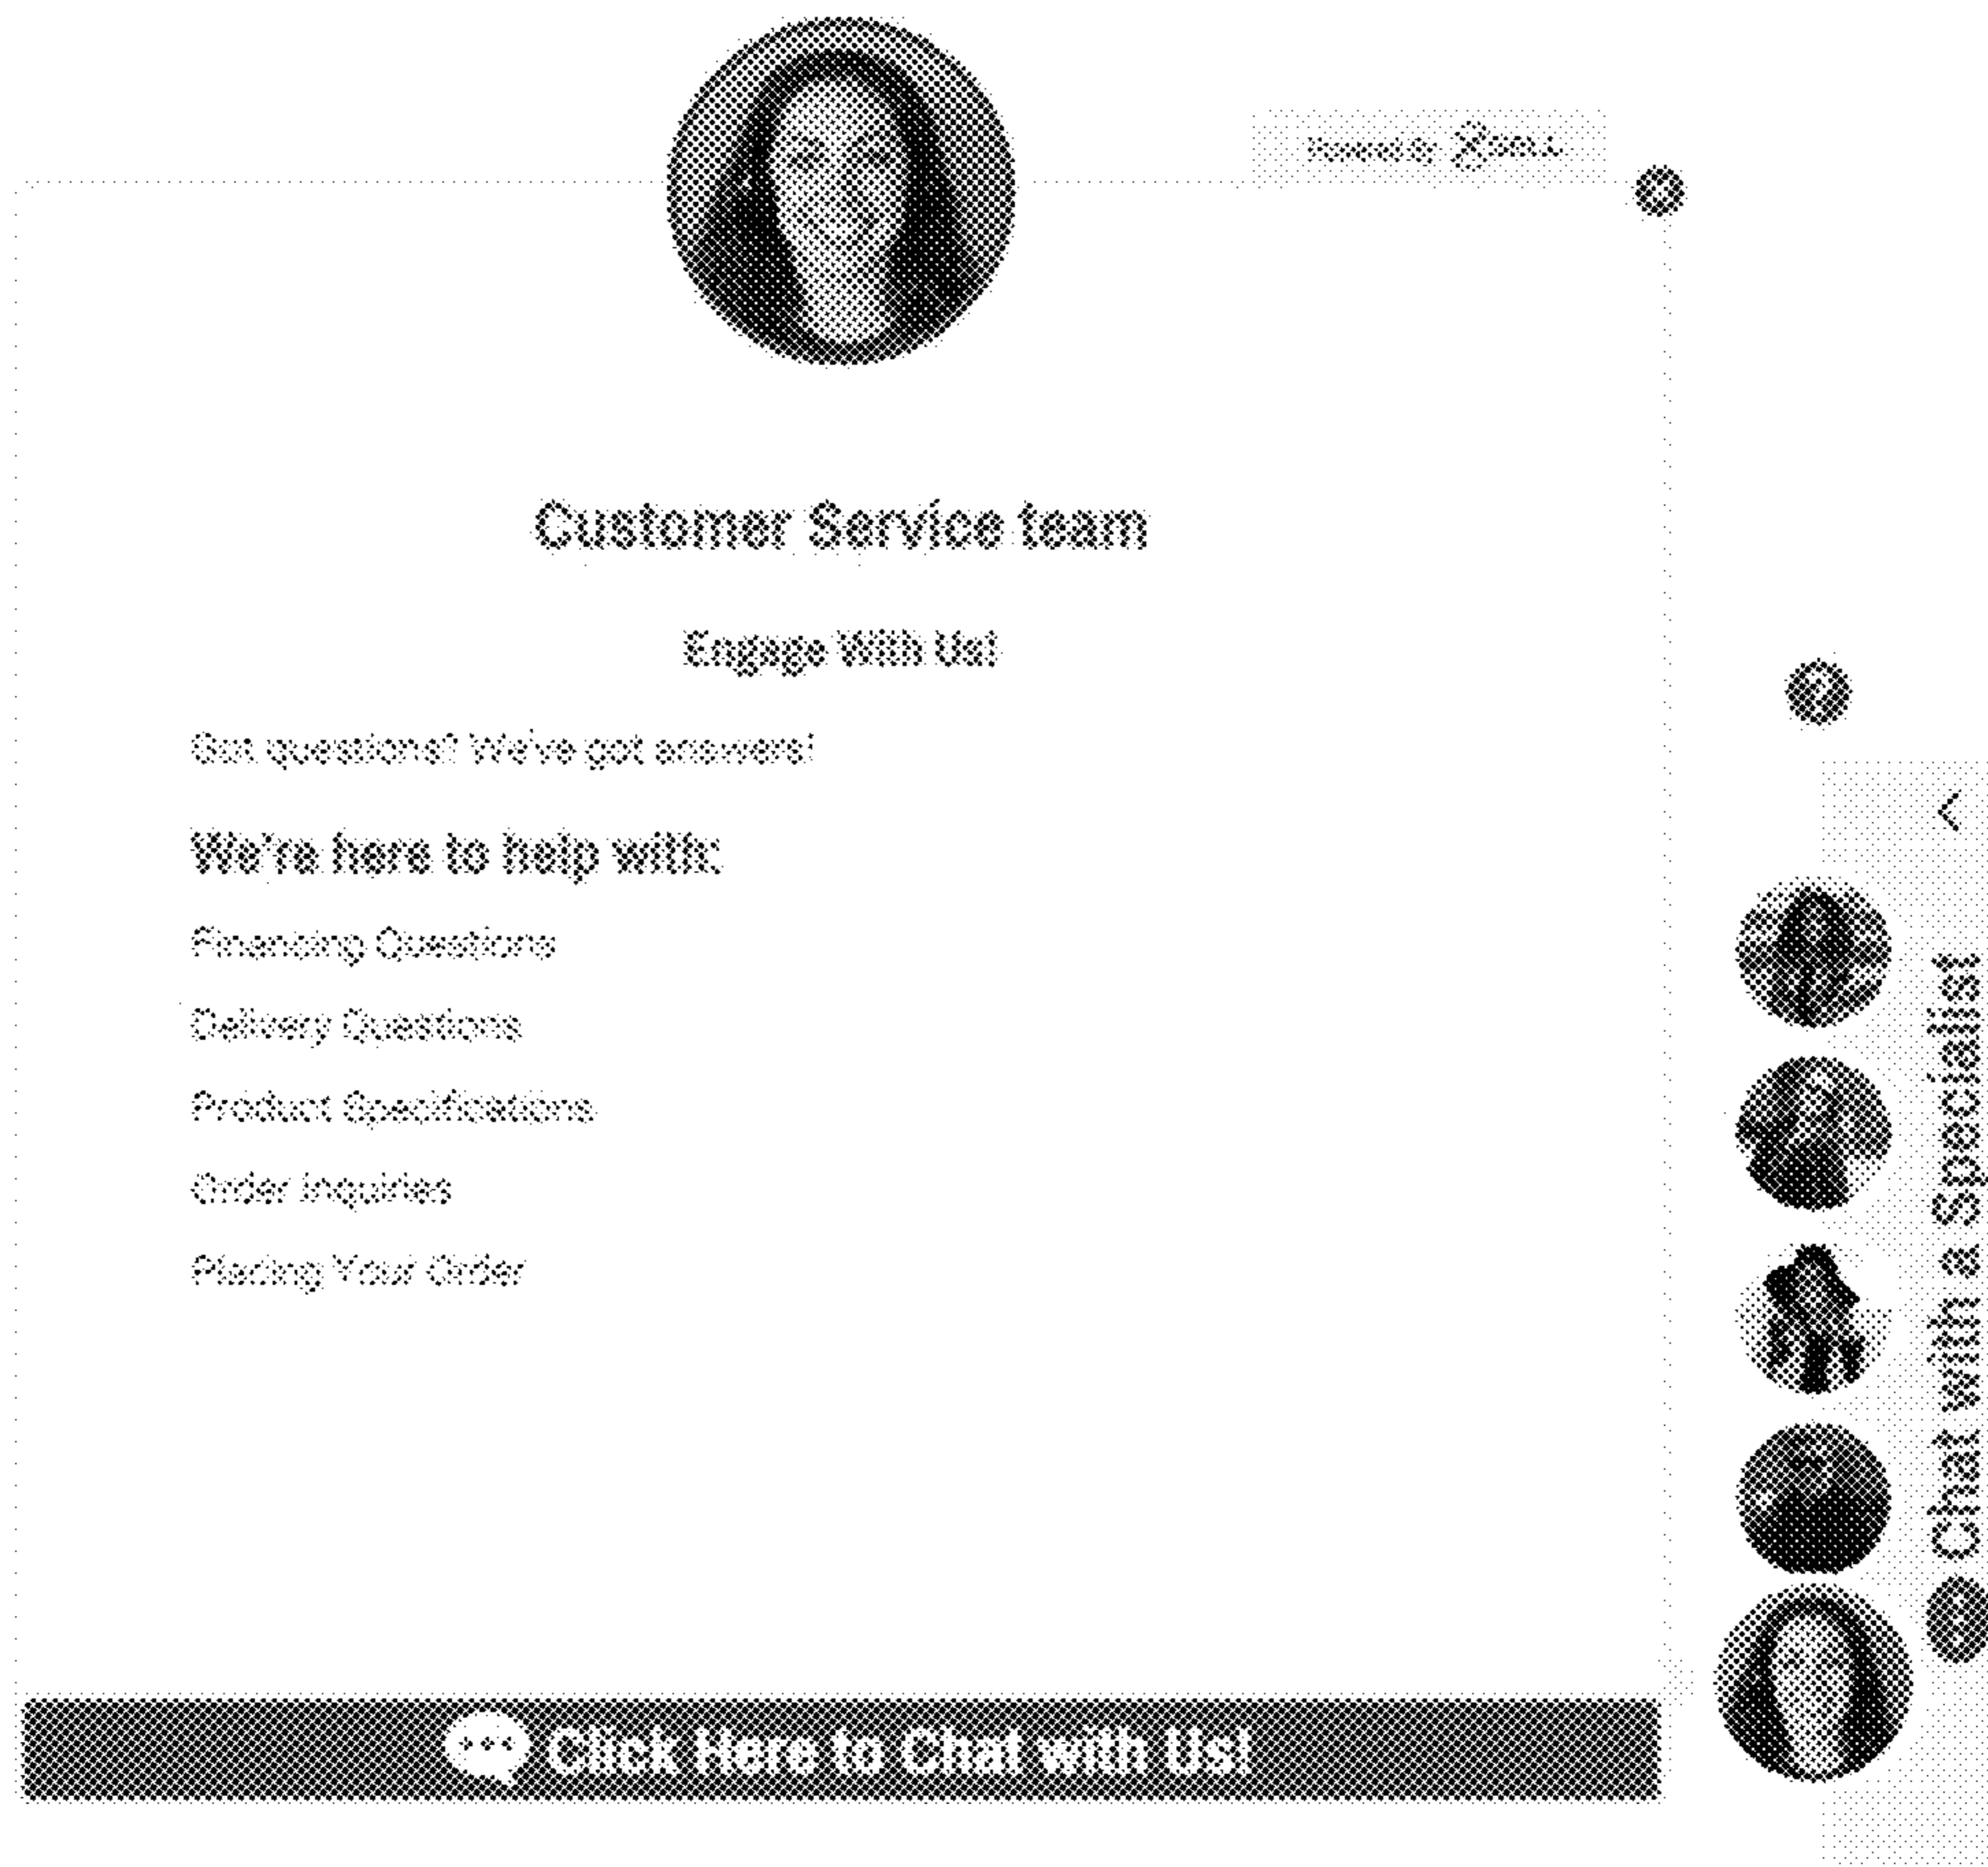 Powered By
Customer Service team
Engage With Us!
Got questions? We've got answers!
We're here to help with:
Financing Questions
Delivery Questions
Product Specifications
Order Inquiries
Placing Your Order
Click Here to Chat with Us!
Chat with a Specialist